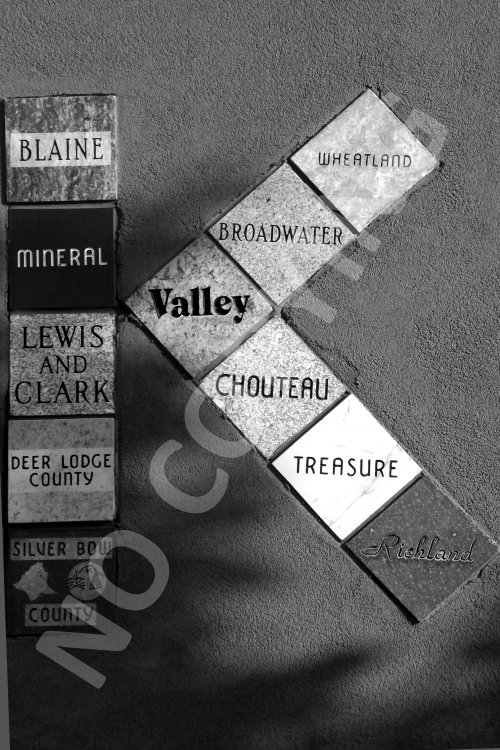 BLAINE
MINERAL
LEWIS
AND
CLARK
DEER LODGE
COUNTY
SILVER BOW
COUNTY
WHEATLAND
BROADWATER
Valley
CHOUTEAU
TREASURE
Richland